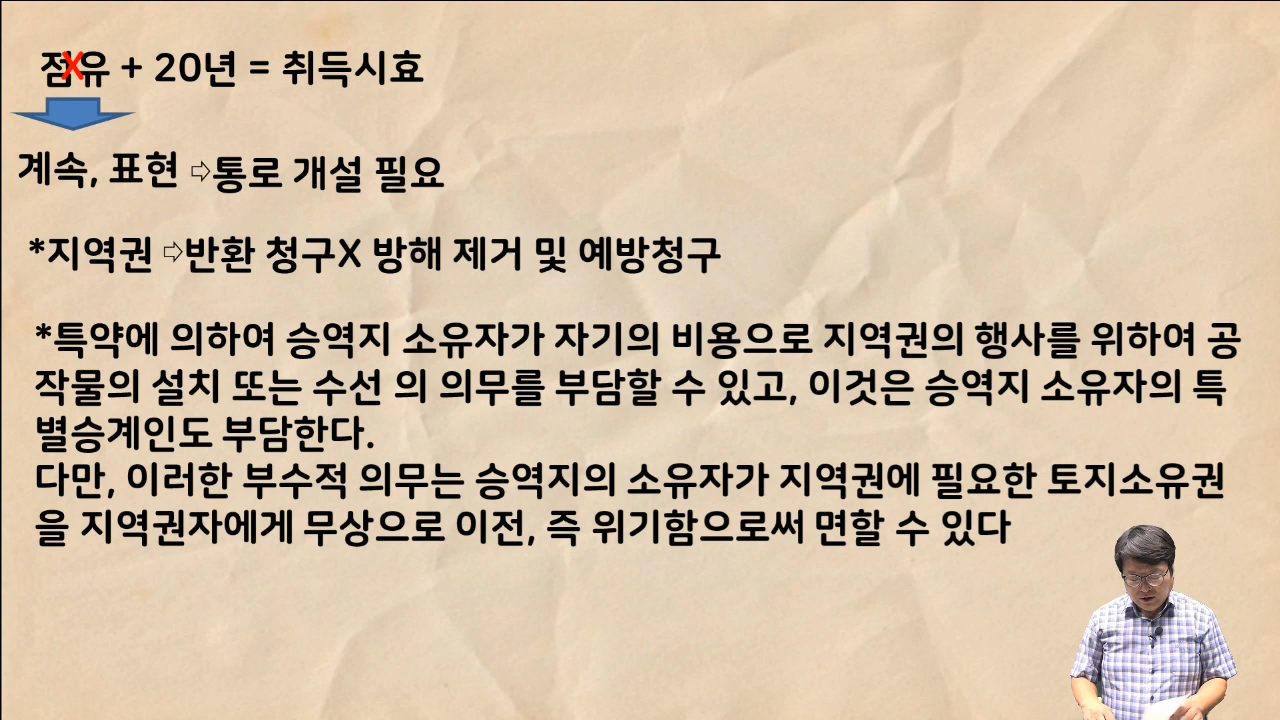 점유 + 20년 = 취득시효
계속, 표현 ⇨통로 개설 필요
*지역권 ⇨반환 청구X 방해 제거 및 예방청구
*특약에 의하여 승역지 소유자가 자기의 비용으로 지역권의 행사를 위하여 공
작물의 설치 또는 수선 의 의무를 부담할 수 있고, 이것은 승역지 소유자의 특
별승계인도 부담한다.
다만, 이러한 부수적 의무는 승역지의 소유자가 지역권에 필요한 토지소유권
을 지역권자에게 무상으로 이전, 즉 위기함으로써 면할 수 있다